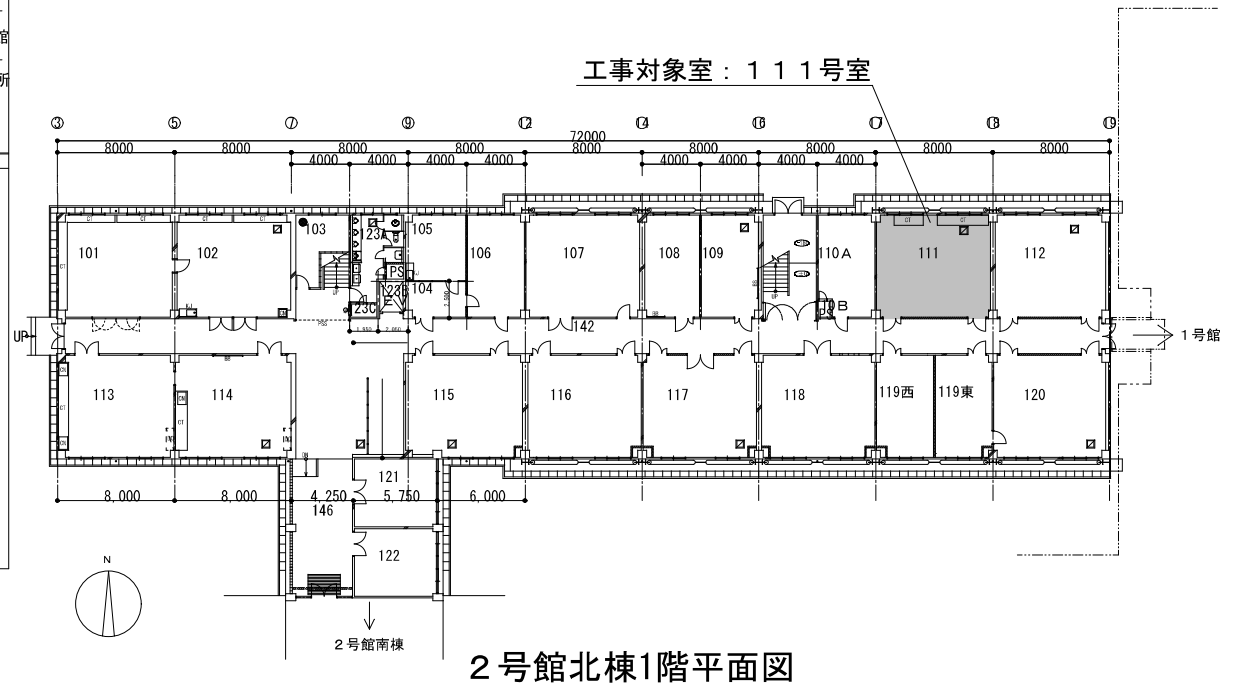 館
所
工事対象室：１１１号室
③ ⑤ ⑦ ⑨ ⑫ ⑭ ⑯ ⑰ ⑱ ⑲
72000
8000 8000 8000 8000 8000 8000 8000 8000 8000
4000 4000 4000 4000 4000 4000 4000 4000
101 102 103 123A 105 106 107 108 109 110A 111 112
PS
104
23C
PS B
142
UP
１号館
113 114 115 116 117 118 119西 119東 120
121
8,000 8,000 4,250 5,750 6,000
146
122
N
２号館南棟
２号館北棟1階平面図